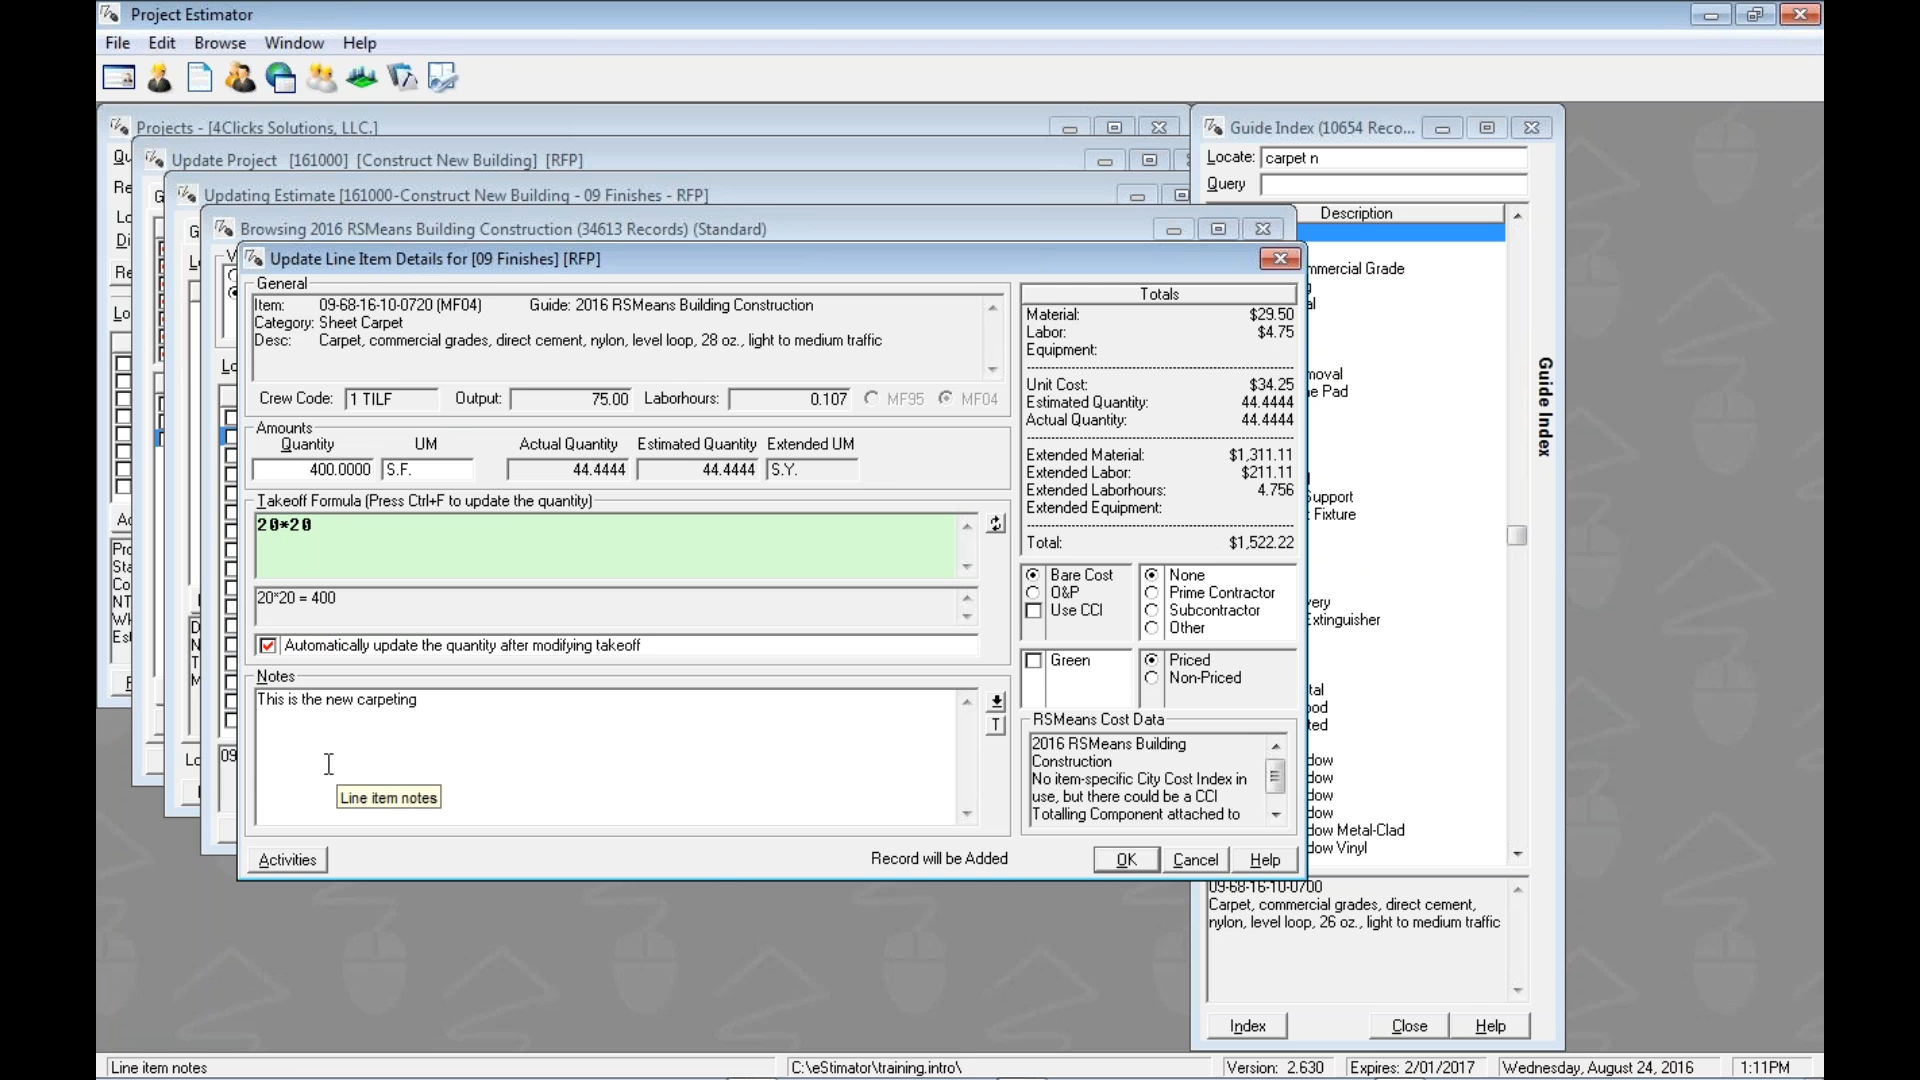 Project Estimator
File Edit Browse Window Help
Projects - [4Clicks Solutions, LLC.]
Update Project [161000] [Construct New Building] [RFP]
Updating Estimate [161000-Construct New Building - 09 Finishes - RFP]
Browsing 2016 RSMeans Building Construction (34613 Records) (Standard)
Update Line Item Details for [09 Finishes] [RFP]
General
Item: 09-68-16-10-0720 (MF04) Guide: 2016 RSMeans Building Construction
Category: Sheet Carpet
Desc: Carpet, commercial grades, direct cement, nylon, level loop, 28 oz., light to medium traffic
Crew Code: 1 TILF Output: 75.00 Laborhours: 0.107 MF95 MF04
Amounts
Quantity UM Actual Quantity Estimated Quantity Extended UM
400.0000 S.F. 44.4444 44.4444 S.Y.
Takeoff Formula (Press Ctrl+F to update the quantity)
20*20
20*20 = 400
Automatically update the quantity after modifying takeoff
Notes
This is the new carpeting
Line item notes
Activities Record will be Added OK Cancel Help
Totals
Material: $29.50
Labor: $4.75
Equipment:
Unit Cost: $34.25
Estimated Quantity: 44.4444
Actual Quantity: 44.4444
Extended Material: $1,311.11
Extended Labor: $211.11
Extended Laborhours: 4.756
Extended Equipment:
Total: $1,522.22
Bare Cost None
O&P Prime Contractor
Use CCI Subcontractor
Other
Green Priced
Non-Priced
RSMeans Cost Data
2016 RSMeans Building
Construction
No item-specific City Cost Index in
use, but there could be a CCI
Totalling Component attached to
Guide Index (10654 Reco...
Locate: carpet n
Query
Description
mmercial Grade
moval
e Pad
Support
Fixture
very
Extinguisher
tal
ood
ted
dow
dow
dow
dow
dow Metal-Clad
dow Vinyl
Guide Index
09-68-16-10-0700
Carpet, commercial grades, direct cement,
nylon, level loop, 26 oz., light to medium traffic
Index Close Help
Line item notes C:\eStimator\training.intro\ Version: 2.630 Expires: 2/01/2017 Wednesday, August 24, 2016 1:11PM